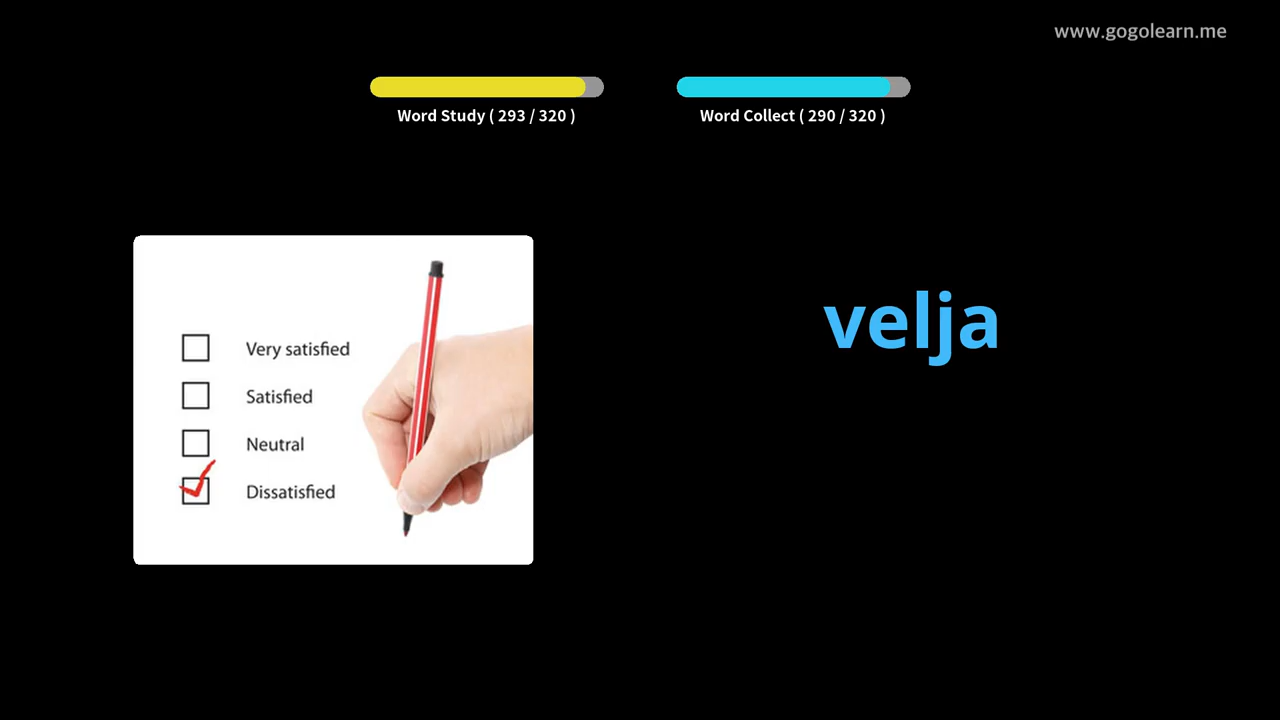 www.gogolearn.me
Word Study ( 293 / 320 )
Word Collect ( 290 / 320 )
velja
Very satisfied
Satisfied
Neutral
Dissatisfied